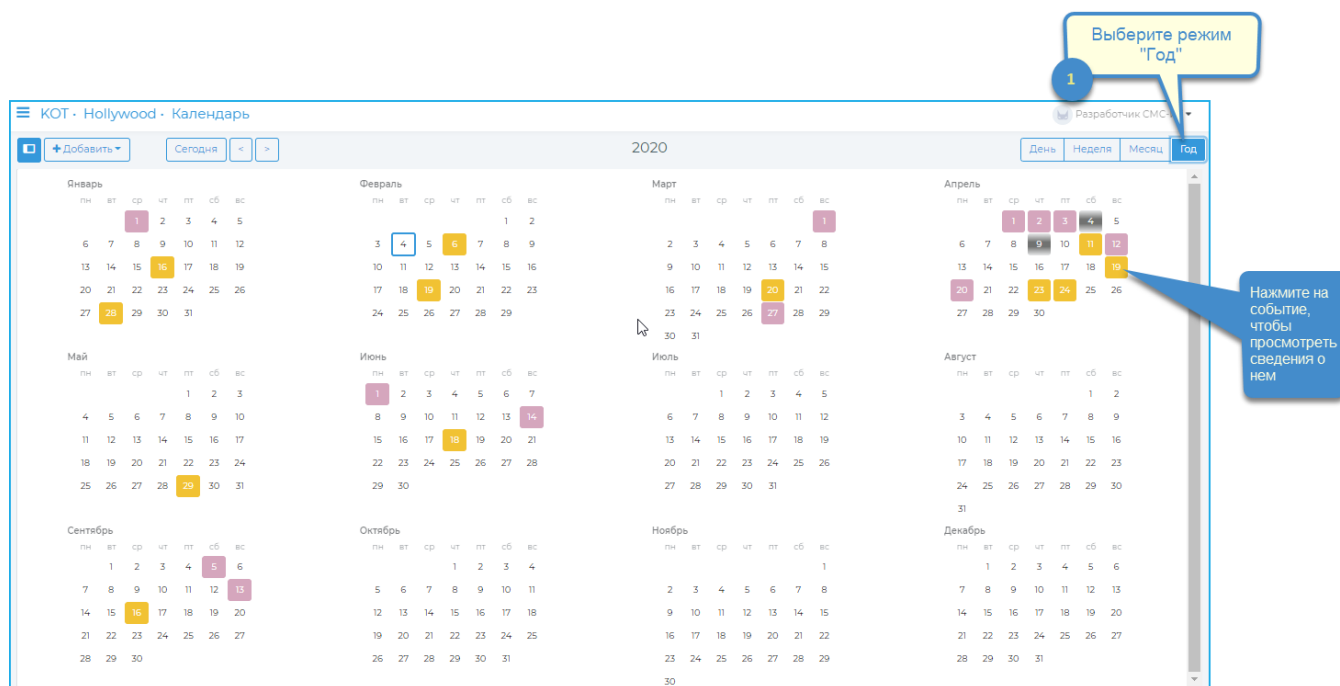 Выберите режим
"Год"
1
КОТ · Hollywood · Календарь
Разработчик СМС-
+Добавить
Сегодня < >
2020
День Неделя Месяц Год
Январь Февраль Март Апрель
пн вт ср чт пт сб вс пн вт ср чт пт сб вс пн вт ср чт пт сб вс пн вт ср чт пт сб вс
1 2 3 4 5 1 2 1 1 2 3 4 5
6 7 8 9 10 11 12 3 4 5 6 7 8 9 2 3 4 5 6 7 8 6 7 8 9 10 11 12
13 14 15 16 17 18 19 10 11 12 13 14 15 16 9 10 11 12 13 14 15 13 14 15 16 17 18 19
20 21 22 23 24 25 26 17 18 19 20 21 22 23 16 17 18 19 20 21 22 20 21 22 23 24 25 26
27 28 29 30 31 24 25 26 27 28 29 23 24 25 26 27 28 29 27 28 29 30
30 31
Нажмите на
событие,
чтобы
просмотреть
сведения о
нем
Май Июнь Июль Август
пн вт ср чт пт сб вс пн вт ср чт пт сб вс пн вт ср чт пт сб вс пн вт ср чт пт сб вс
1 2 3 1 2 3 4 5 6 7 1 2 3 4 5 1 2
4 5 6 7 8 9 10 8 9 10 11 12 13 14 6 7 8 9 10 11 12 3 4 5 6 7 8 9
11 12 13 14 15 16 17 15 16 17 18 19 20 21 13 14 15 16 17 18 19 10 11 12 13 14 15 16
18 19 20 21 22 23 24 22 23 24 25 26 27 28 20 21 22 23 24 25 26 17 18 19 20 21 22 23
25 26 27 28 29 30 31 29 30 27 28 29 30 31 24 25 26 27 28 29 30
31
Сентябрь Октябрь Ноябрь Декабрь
пн вт ср чт пт сб вс пн вт ср чт пт сб вс пн вт ср чт пт сб вс пн вт ср чт пт сб вс
1 2 3 4 5 6 1 2 3 4 1 1 2 3 4 5 6
7 8 9 10 11 12 13 5 6 7 8 9 10 11 2 3 4 5 6 7 8 7 8 9 10 11 12 13
14 15 16 17 18 19 20 12 13 14 15 16 17 18 9 10 11 12 13 14 15 14 15 16 17 18 19 20
21 22 23 24 25 26 27 19 20 21 22 23 24 25 16 17 18 19 20 21 22 21 22 23 24 25 26 27
28 29 30 26 27 28 29 30 31 23 24 25 26 27 28 29 28 29 30 31
30